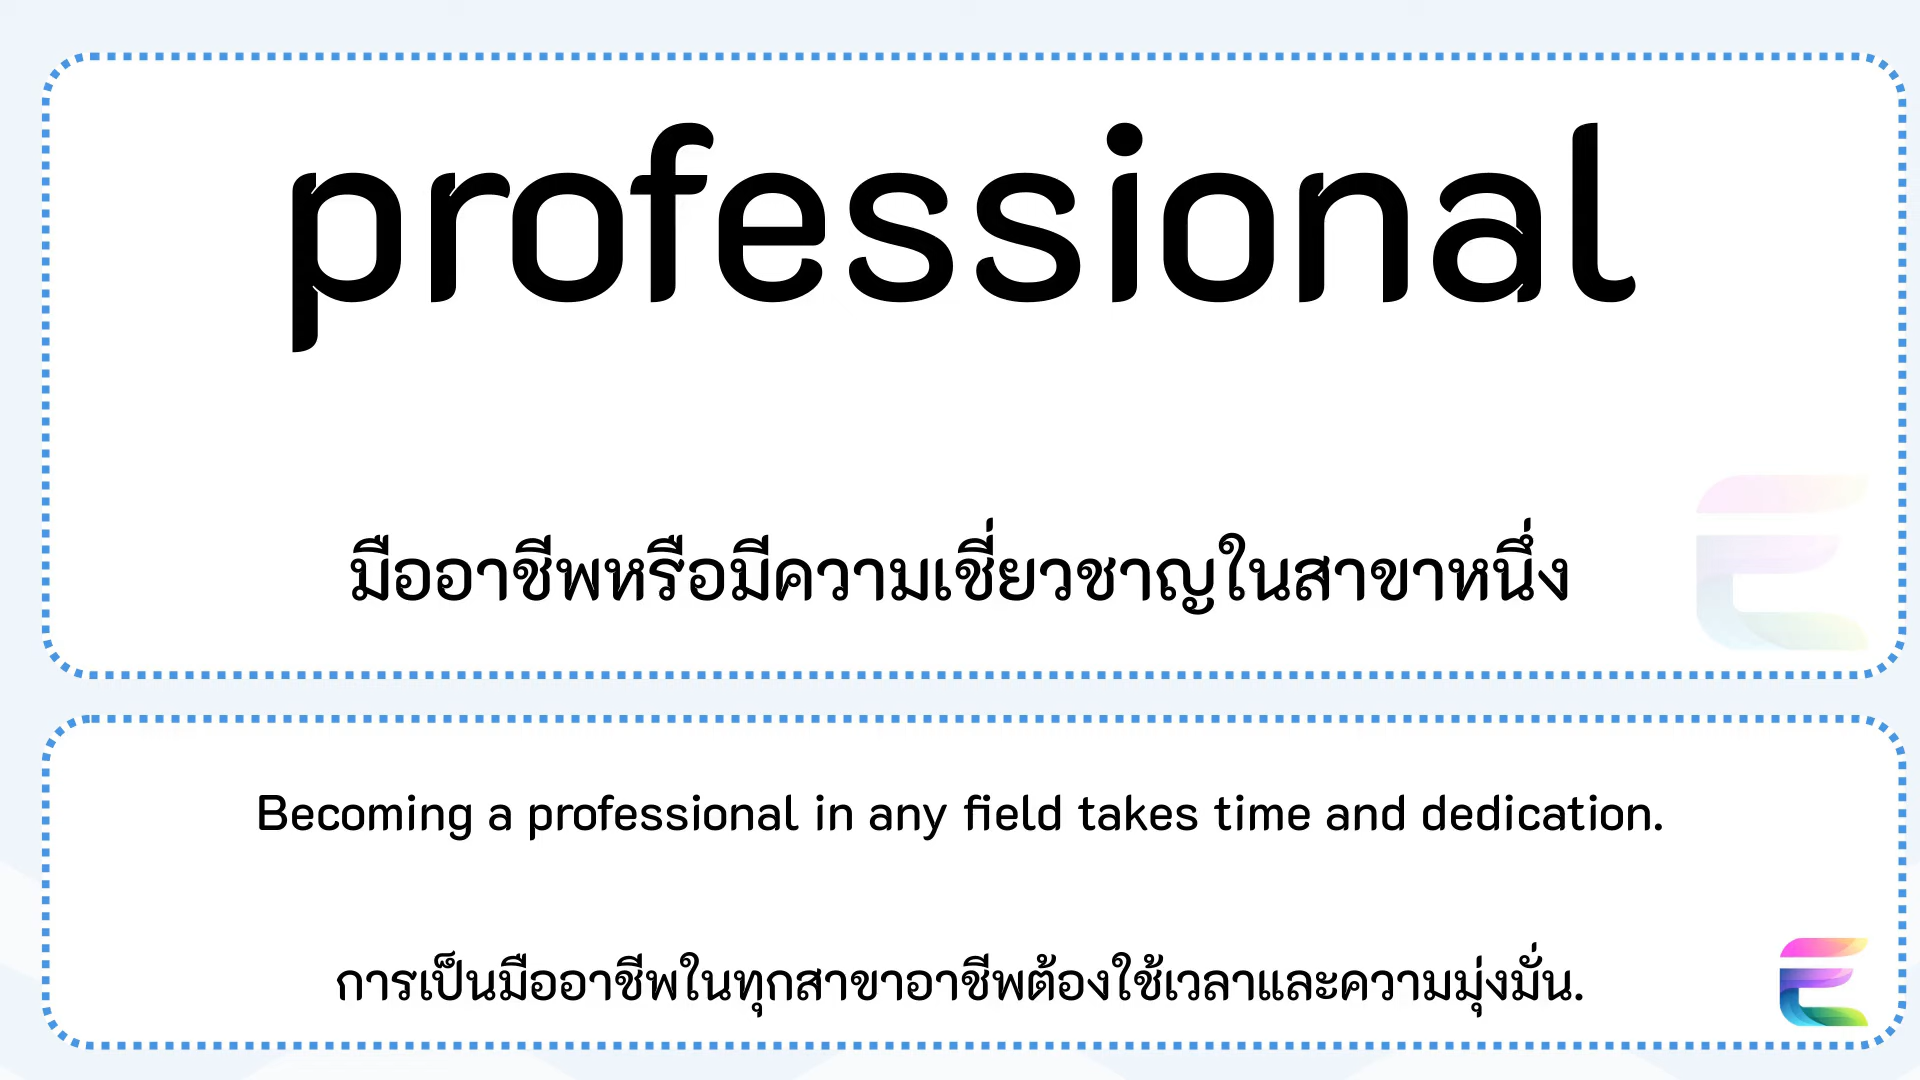 professional
มืออาชีพหรือมีความเชี่ยวชาญในสาขาหนึ่ง
Becoming a professional in any field takes time and dedication.
การเป็นมืออาชีพในทุกสาขาอาชีพต้องใช้เวลาและความมุ่งมั่น.